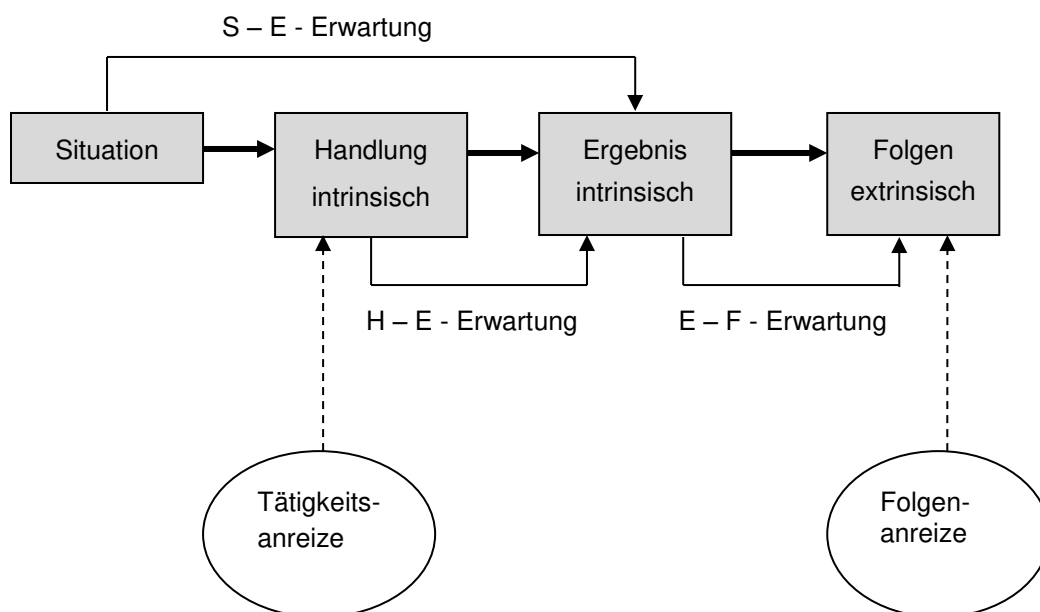 S – E - Erwartung
Situation
Handlung
intrinsisch
Ergebnis
intrinsisch
Folgen
extrinsisch
H – E - Erwartung
E – F - Erwartung
Tätigkeits-
anreize
Folgen-
anreize